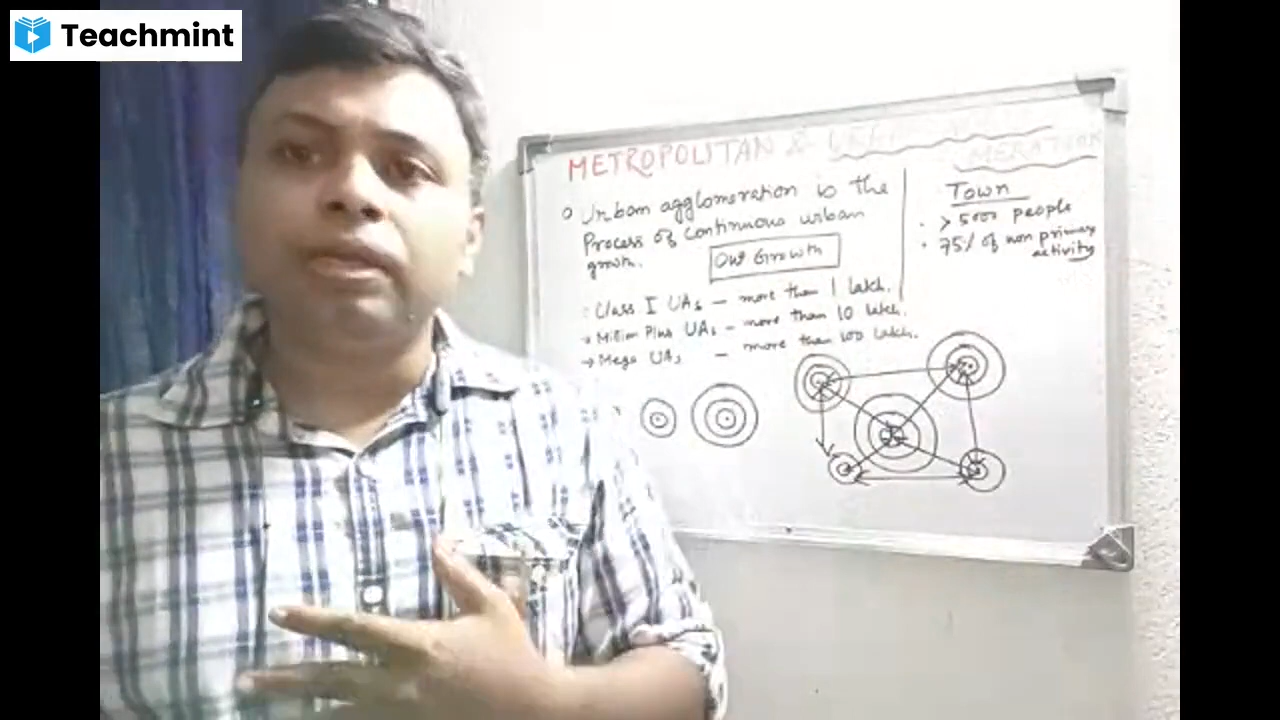 Teachmint
METROPOLITAN &
MERATION
Urban agglomeration is the
Process of continuous urban
growth.
Out Growth
Class I UAs – more than 1 lakh.
→ Million Plus UAs – more than 10 lakh.
→ Mega UAs – more than 100 lakh.
Town
· > 5000 people
· 75% of non primary
activity